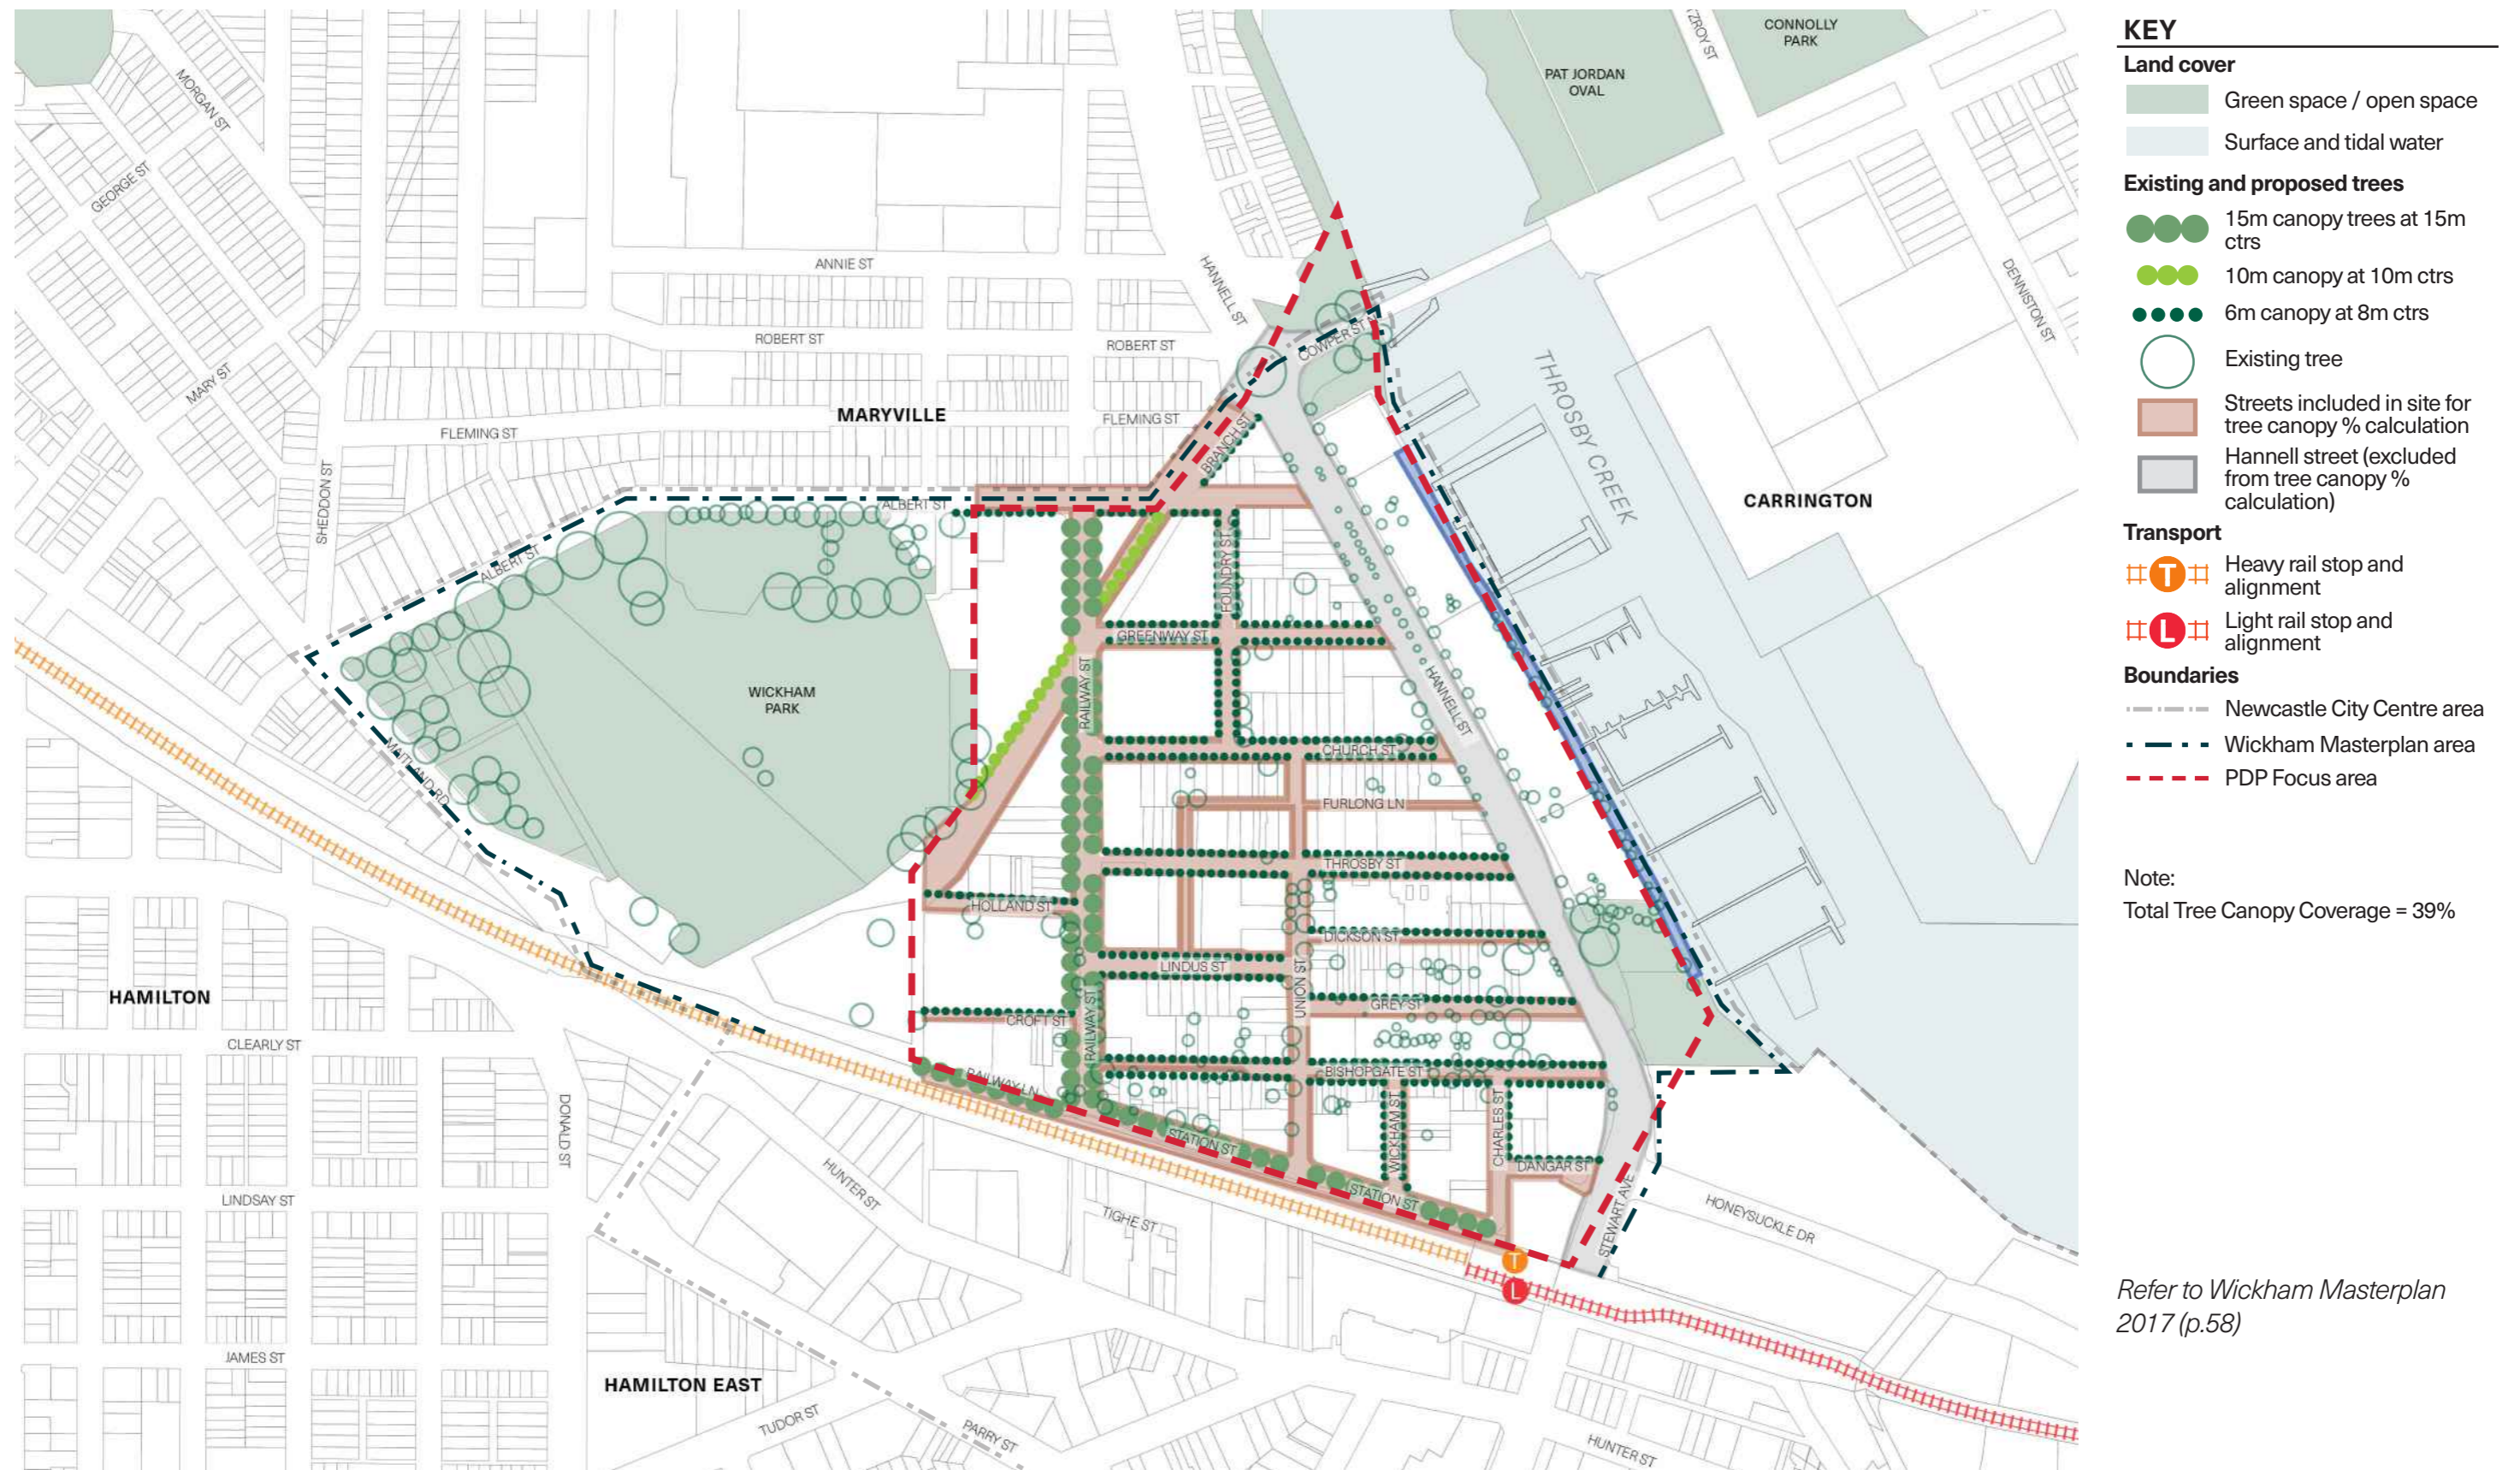 CONNOLLY
PARK
ZROY ST
PAT JORDAN
OVAL
MORGAN ST
GEORGE ST
DENNISTON ST
ANNIE ST
HANNELL ST
ROBERT ST
ROBERT ST
COWPER ST
MARY ST
MARYVILLE
FLEMING ST
FLEMING ST
BRANCH ST
THROSBY CREEK
SHEDDON ST
ALBERT ST
CARRINGTON
ALBERT ST
FOUNDRY ST
GREENWAY ST
WICKHAM
PARK
RAILWAY ST
HANNELL ST
CHURCH ST
MAITLAND RD
FURLONG LN
THROSBY ST
HOLLAND ST
DICKSON ST
LINDUS ST
UNION ST
HAMILTON
GREY ST
CROFT ST
RAILWAY ST
CLEARLY ST
BISHOPGATE ST
RAILWAY LN
DONALD ST
WICKHAM ST
CHARLES ST
STATION ST
DANGAR ST
STATION ST
HUNTER ST
LINDSAY ST
TIGHE ST
STEWART AVE
HONEYSUCKLE DR
T
L
JAMES ST
HAMILTON EAST
TUDOR ST
PARRY ST
HUNTER ST
KEY
Land cover
Green space / open space
Surface and tidal water
Existing and proposed trees
15m canopy trees at 15m
ctrs
10m canopy at 10m ctrs
6m canopy at 8m ctrs
Existing tree
Streets included in site for
tree canopy % calculation
Hannell street (excluded
from tree canopy %
calculation)
Transport
T
Heavy rail stop and
alignment
L
Light rail stop and
alignment
Boundaries
Newcastle City Centre area
Wickham Masterplan area
PDP Focus area
Note:
Total Tree Canopy Coverage = 39%
Refer to Wickham Masterplan
2017 (p.58)